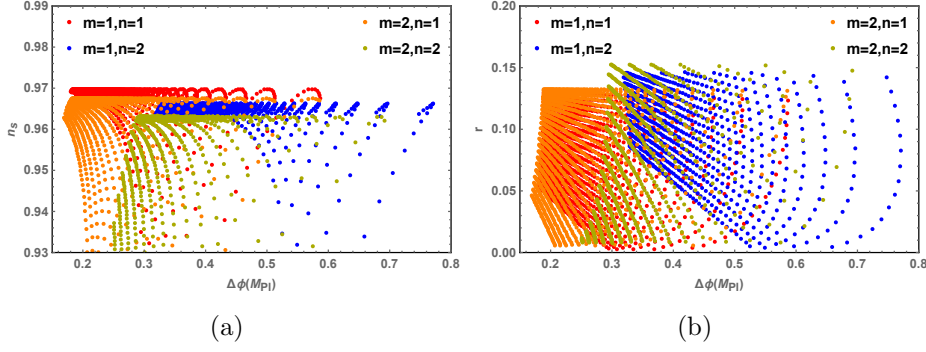 0.99
0.98
0.97
0.96
0.95
0.94
0.93
n_s
m=1,n=1
m=2,n=1
m=1,n=2
m=2,n=2
0.2 0.3 0.4 0.5 0.6 0.7 0.8
Δϕ(M_Pl)
(a)
0.20
0.15
0.10
0.05
0.00
r
m=1,n=1
m=2,n=1
m=1,n=2
m=2,n=2
0.2 0.3 0.4 0.5 0.6 0.7 0.8
Δϕ(M_Pl)
(b)